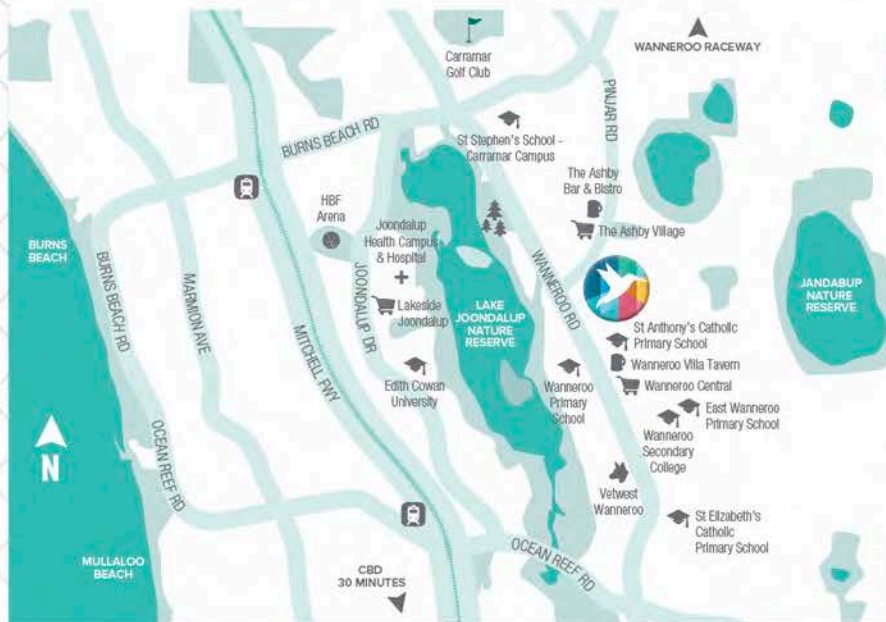 WANNEROO RACEWAY
Carramar
Golf Club
PINJAR RD
BURNS BEACH RD
St Stephen's School –
Carramar Campus
The Ashby
Bar & Bistro
HBF
Arena
Joondalup
Health Campus
& Hospital
The Ashby Village
BURNS
BEACH
BURNS BEACH RD
MARMION AVE
MITCHELL FWY
JOONDALUP DR
Lakeside
Joondalup
LAKE
JOONDALUP
NATURE
RESERVE
WANNEROO RD
JANDABUP
NATURE
RESERVE
St Anthony's Catholic
Primary School
Wanneroo Villa Tavern
Wanneroo Central
Edith Cowan
University
Wanneroo
Primary
School
East Wanneroo
Primary School
Wanneroo
Secondary
College
N
OCEAN REEF RD
Vetwest
Wanneroo
St Elizabeth's
Catholic
Primary School
OCEAN REEF RD
MULLALOO
BEACH
CBD
30 MINUTES